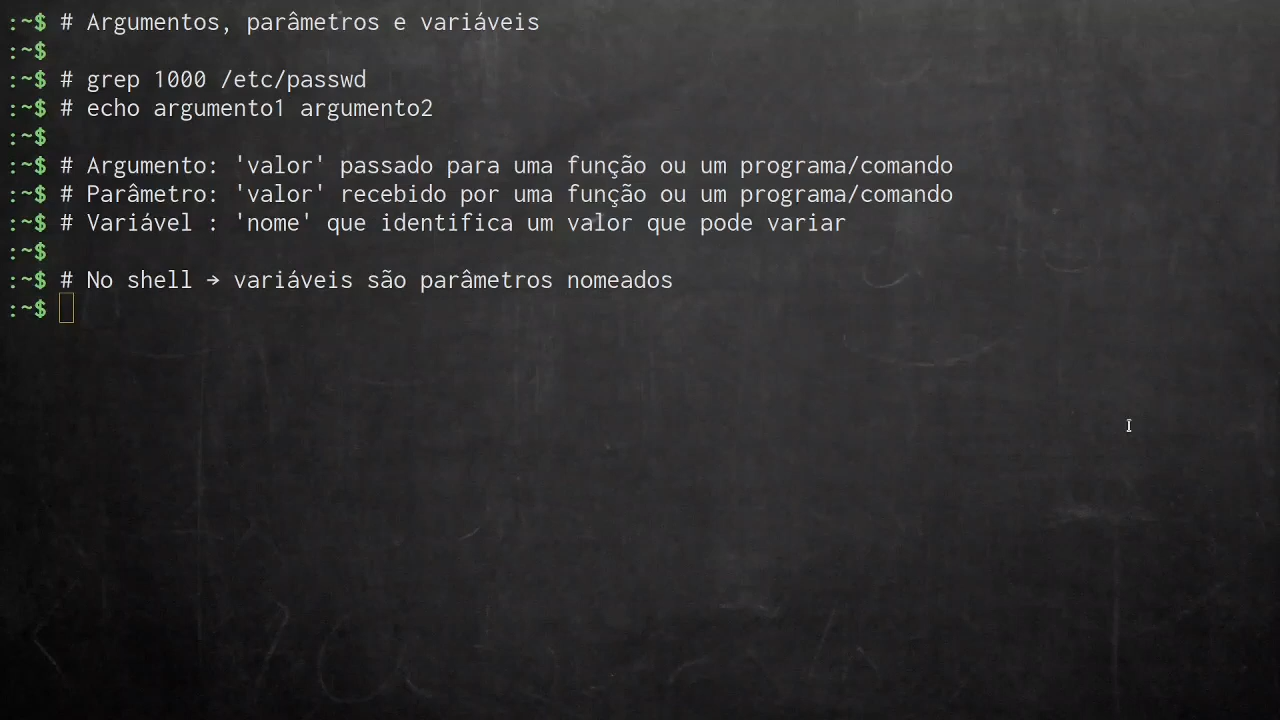 :~$ # Argumentos, parâmetros e variáveis
:~$
:~$ # grep 1000 /etc/passwd
:~$ # echo argumento1 argumento2
:~$
:~$ # Argumento: 'valor' passado para uma função ou um programa/comando
:~$ # Parâmetro: 'valor' recebido por uma função ou um programa/comando
:~$ # Variável : 'nome' que identifica um valor que pode variar
:~$
:~$ # No shell → variáveis são parâmetros nomeados
:~$